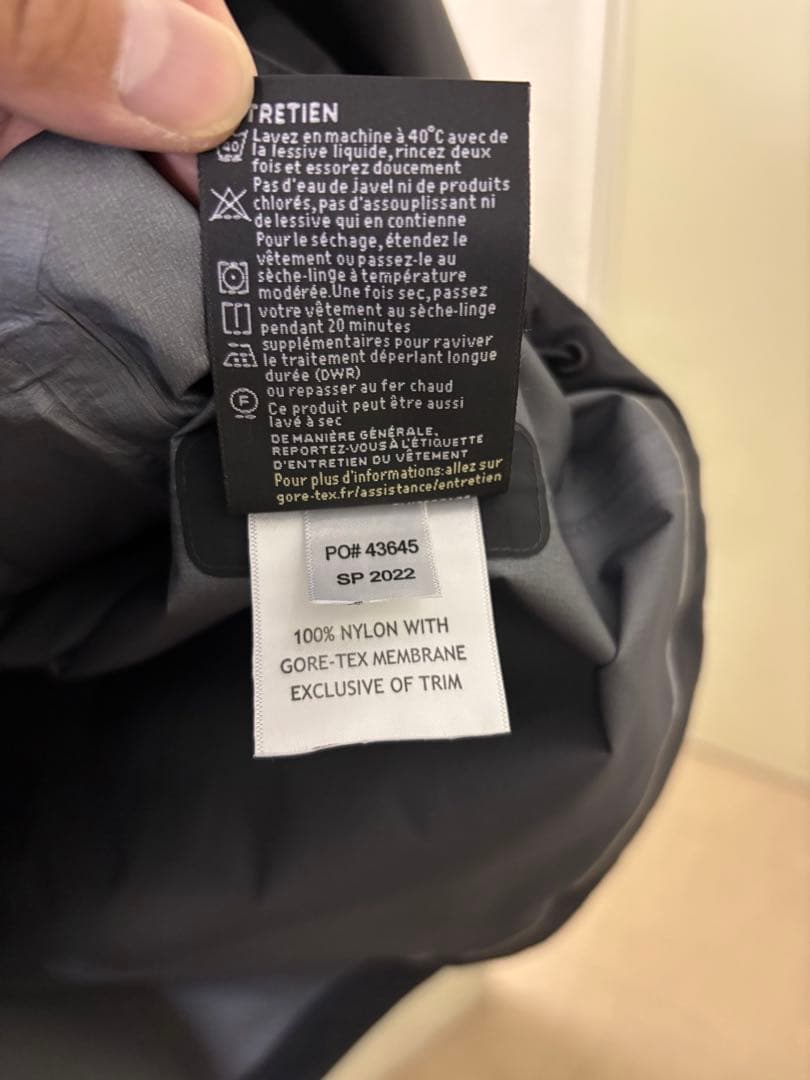 TRETIEN
40
Lavez en machine à 40°C avec de
la lessive liquide, rincez deux
fois et essorez doucement
Pas d'eau de Javel ni de produits
chlorés, pas d'assouplissant ni
de lessive qui en contienne
Pour le séchage, étendez le
vêtement ou passez-le au
sèche-linge à température
modérée. Une fois sec, passez
votre vêtement au sèche-linge
pendant 20 minutes
supplémentaires pour raviver
le traitement déperlant longue
durée (DWR)
ou repasser au fer chaud
F
Ce produit peut être aussi
lavé à sec
DE MANIÈRE GÉNÉRALE,
REPORTEZ-VOUS À L'ÉTIQUETTE
D'ENTRETIEN DU VÊTEMENT
Pour plus d'informations: allez sur
gore-tex.fr/assistance/entretien
PO# 43645
SP 2022
100% NYLON WITH
GORE-TEX MEMBRANE
EXCLUSIVE OF TRIM